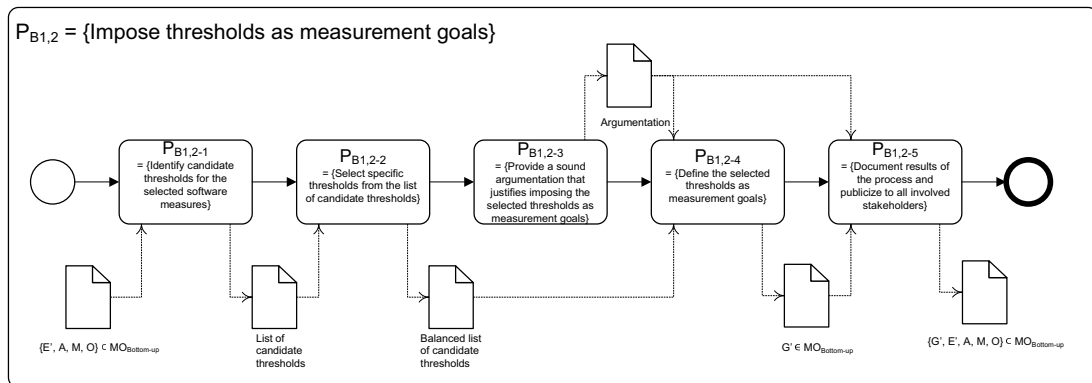 P_B1,2 = {Impose thresholds as measurement goals}
Argumentation
P_B1,2-1
= {Identify candidate
thresholds for the
selected software
measures}
P_B1,2-2
= {Select specific
thresholds from the list
of candidate thresholds}
P_B1,2-3
= {Provide a sound
argumentation that
justifies imposing the
selected thresholds as
measurement goals}
P_B1,2-4
= {Define the selected
thresholds as
measurement goals}
P_B1,2-5
= {Document results of
the process and
publicize to all involved
stakeholders}
{E’, A, M, O} ⊂ MO_Bottom-up
List of
candidate
thresholds
Balanced list
of candidate
thresholds
G’ ∈ MO_Bottom-up
{G’, E’, A, M, O} ⊂ MO_Bottom-up